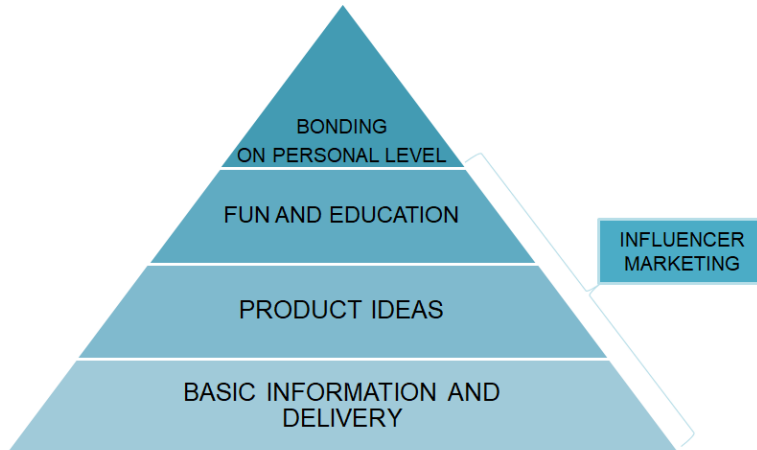 BONDING
ON PERSONAL LEVEL
FUN AND EDUCATION
INFLUENCER
MARKETING
PRODUCT IDEAS
BASIC INFORMATION AND
DELIVERY